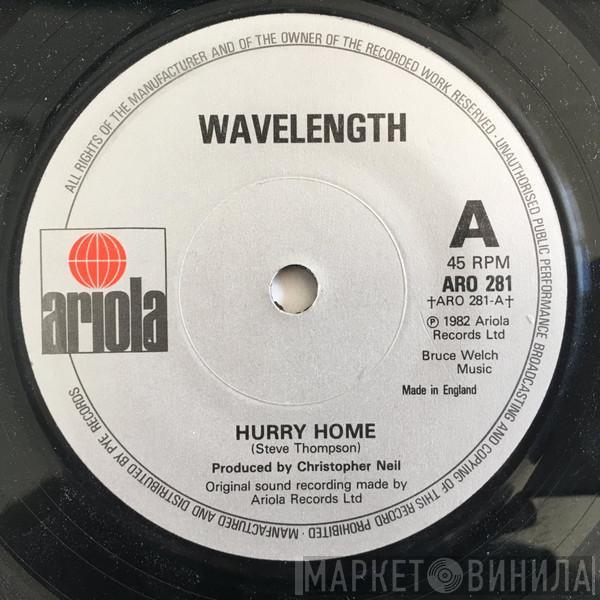 ALL RIGHTS OF THE MANUFACTURER AND OF THE OWNER OF THE RECORDED WORK RESERVED · UNAUTHORISED PUBLIC PERFORMANCE BROADCASTING AND COPYING OF THIS RECORD PROHIBITED · MANFACTURED AND DISTRIBUTED BY PYE RECORDS
WAVELENGTH
A
45 RPM
ARO 281
†ARO 281-A†
℗ 1982 Ariola
Records Ltd
Bruce Welch
Music
Made in England
ariola
HURRY HOME
(Steve Thompson)
Produced by Christopher Neil
Original sound recording made by
Ariola Records Ltd
МАРКЕТ ВИНИЛА